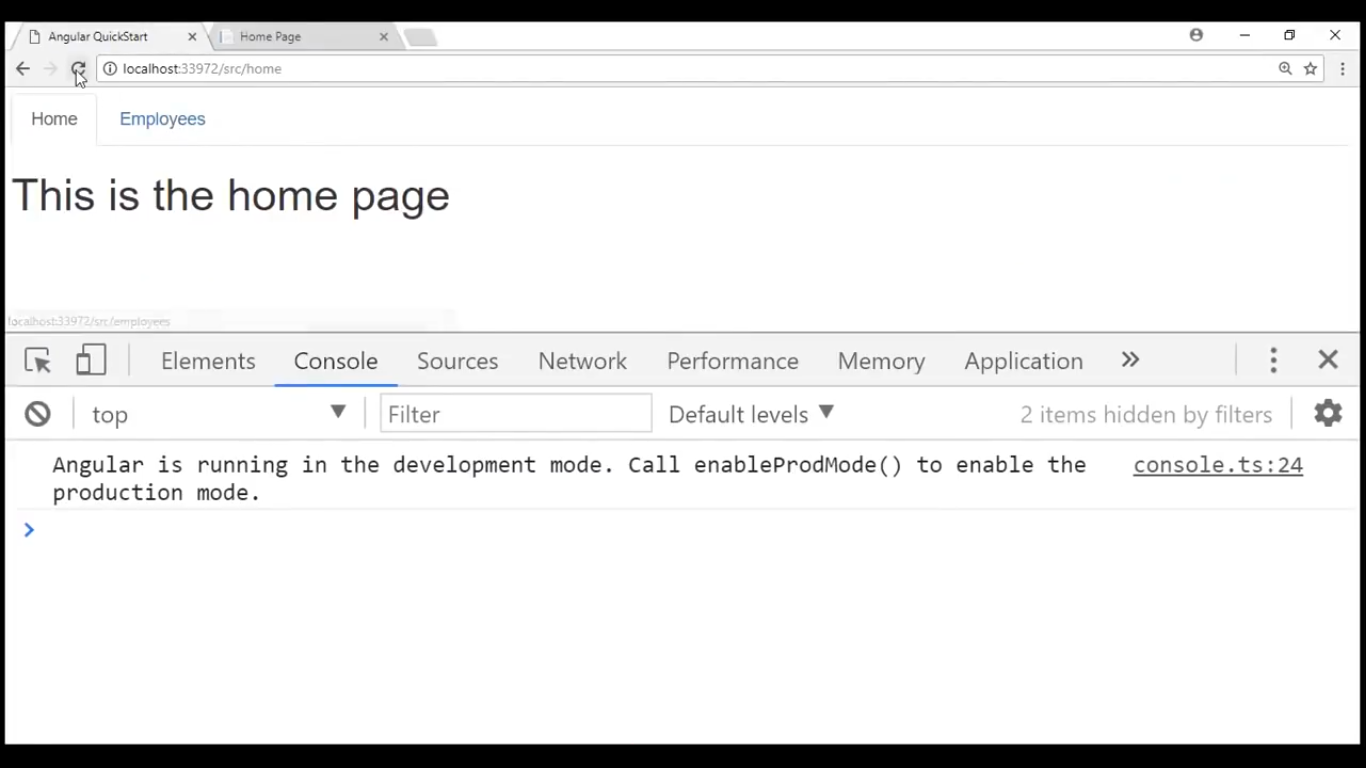 Angular QuickStart
Home Page
localhost:33972/src/home
Home Employees
This is the home page
localhost:33972/src/employees
Elements Console Sources Network Performance Memory Application
top Filter Default levels 2 items hidden by filters
Angular is running in the development mode. Call enableProdMode() to enable the console.ts:24
production mode.